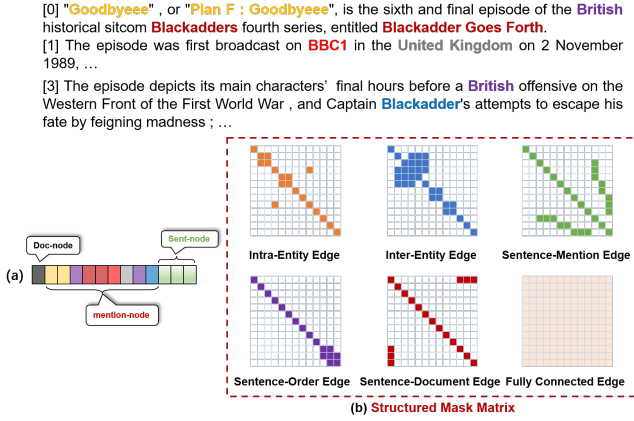 [0] "Goodbyeee" , or "Plan F : Goodbyeee", is the sixth and final episode of the British
historical sitcom Blackadders fourth series, entitled Blackadder Goes Forth.
[1] The episode was first broadcast on BBC1 in the United Kingdom on 2 November
1989, …
[3] The episode depicts its main characters' final hours before a British offensive on the
Western Front of the First World War , and Captain Blackadder's attempts to escape his
fate by feigning madness ; …
Intra-Entity Edge
Inter-Entity Edge
Sentence-Mention Edge
Doc-node
Sent-node
(a)
mention-node
Sentence-Order Edge
Sentence-Document Edge
Fully Connected Edge
(b) Structured Mask Matrix